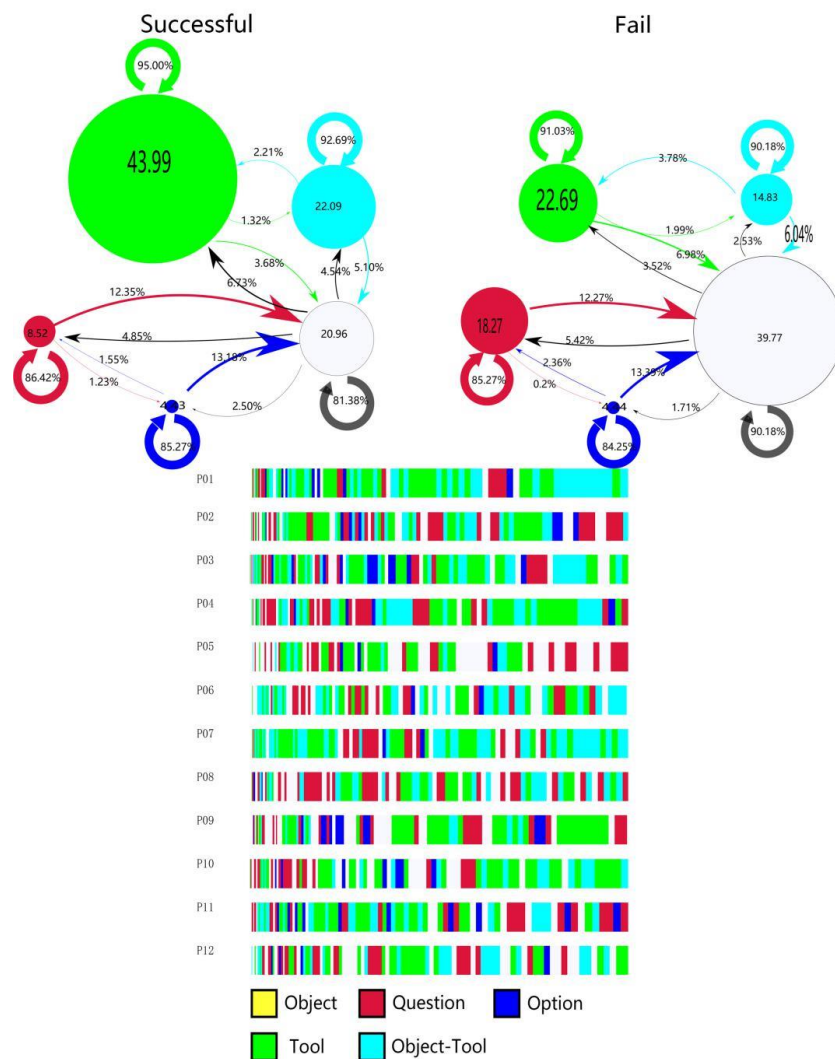 Successful Fail
95.00%
43.99
2.21%
92.69%
22.09
1.32%
3.68%
6.73%
4.54%
5.10%
12.35%
8.52
4.85%
20.96
86.42%
1.55%
1.23%
13.18%
2.50%
81.38%
85.27%
91.03%
22.69
3.78%
90.18%
14.83
1.99%
6.98%
2.53%
6.04%
3.52%
12.27%
18.27
5.42%
39.77
85.27%
2.36%
0.2%
13.39%
1.71%
90.18%
84.25%
P01
P02
P03
P04
P05
P06
P07
P08
P09
P10
P11
P12
Object Question Option
Tool Object-Tool